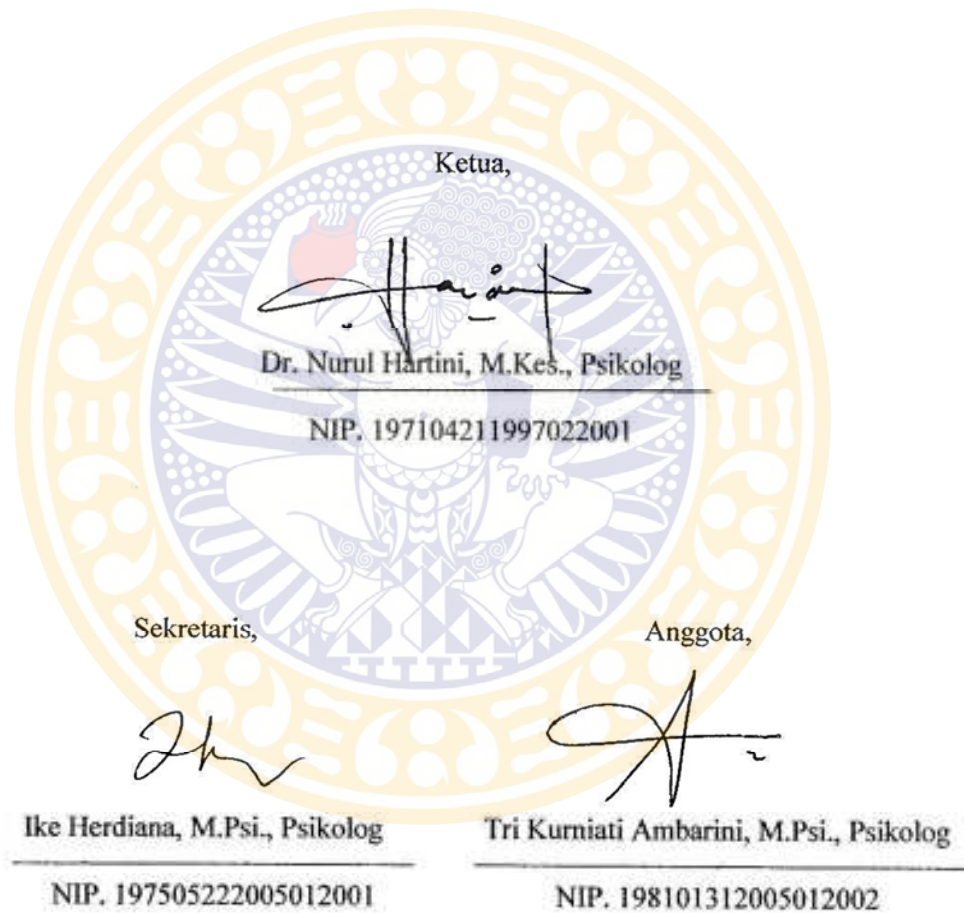 Ketua,
Dr. Nurul Hartini, M.Kes., Psikolog
NIP. 197104211997022001
Sekretaris,
Anggota,
Ike Herdiana, M.Psi., Psikolog
Tri Kurniati Ambarini, M.Psi., Psikolog
NIP. 197505222005012001
NIP. 198101312005012002